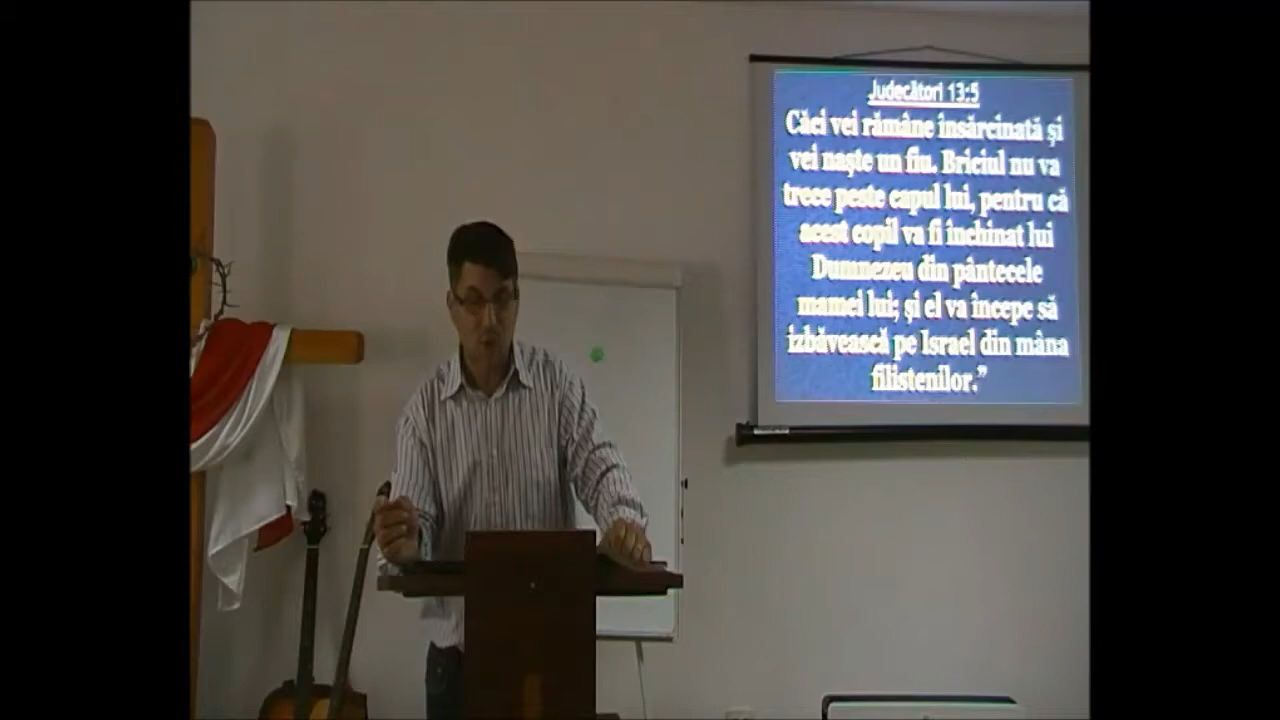 Judecători 13:5
Căci vei rămâne însărcinată și
vei naște un fiu. Briciul nu va
trece peste capul lui, pentru că
acest copil va fi închinat lui
Dumnezeu din pântecele
mamei lui; și el va începe să
izbăvească pe Israel din mâna
filistenilor.”